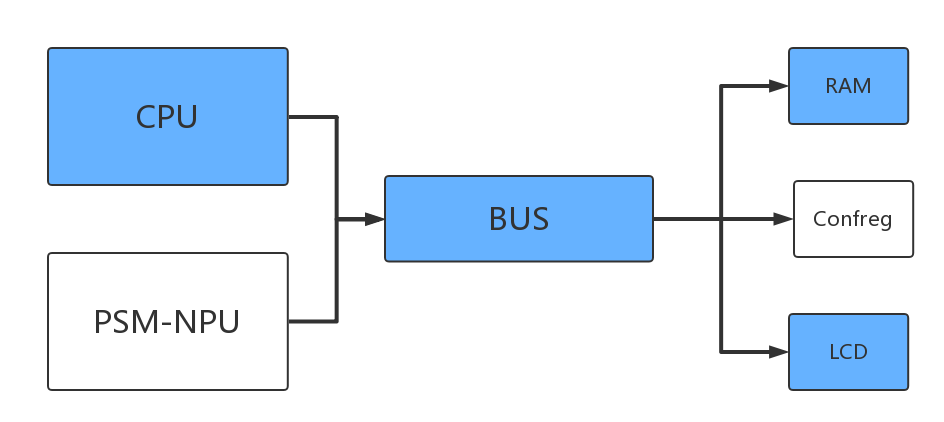 CPU
PSM-NPU
BUS
RAM
Confreg
LCD